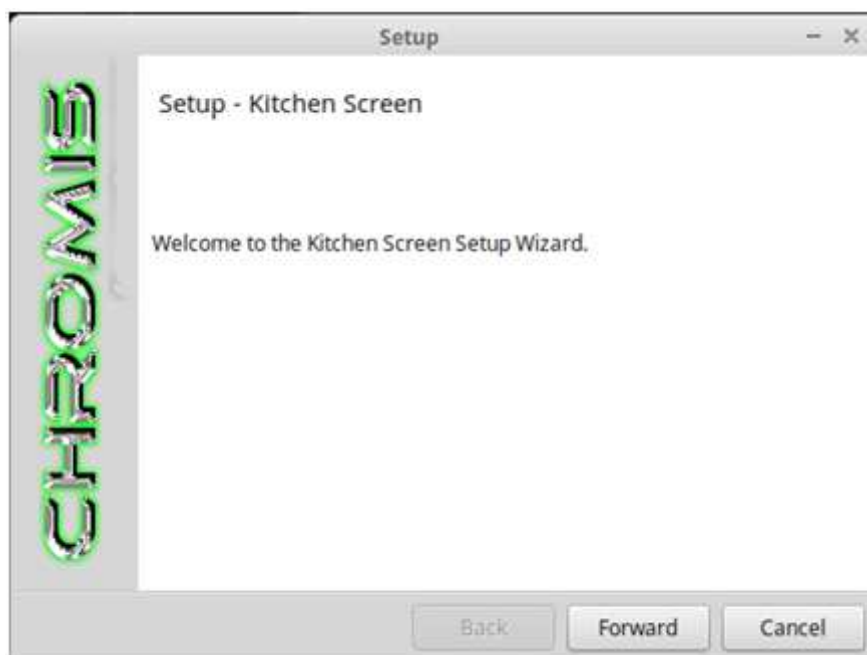 Setup
CHROMIS
Setup - Kitchen Screen
Welcome to the Kitchen Screen Setup Wizard.
Back
Forward
Cancel